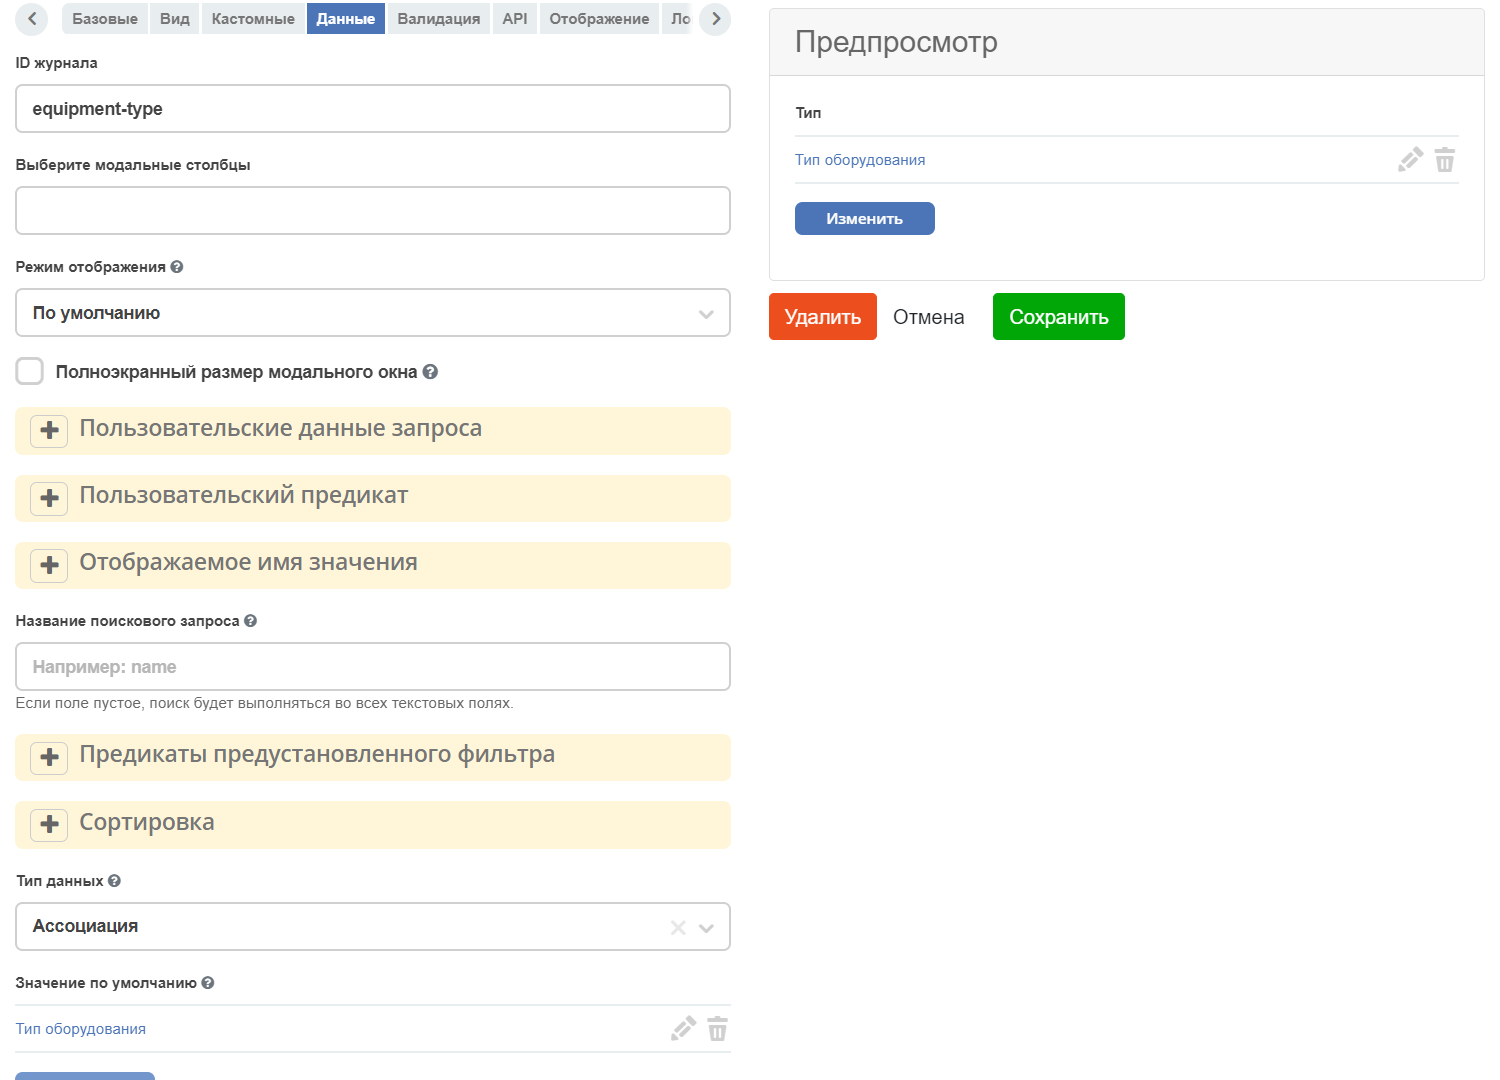 Базовые Вид Кастомные Данные Валидация API Отображение Ло
ID журнала
equipment-type
Выберите модальные столбцы
Режим отображения
По умолчанию
Полноэкранный размер модального окна
Пользовательские данные запроса
Пользовательский предикат
Отображаемое имя значения
Название поискового запроса
Например: name
Если поле пустое, поиск будет выполняться во всех текстовых полях.
Предикаты предустановленного фильтра
Сортировка
Тип данных
Ассоциация
Значение по умолчанию
Тип оборудования
Предпросмотр
Тип
Тип оборудования
Изменить
Удалить Отмена Сохранить